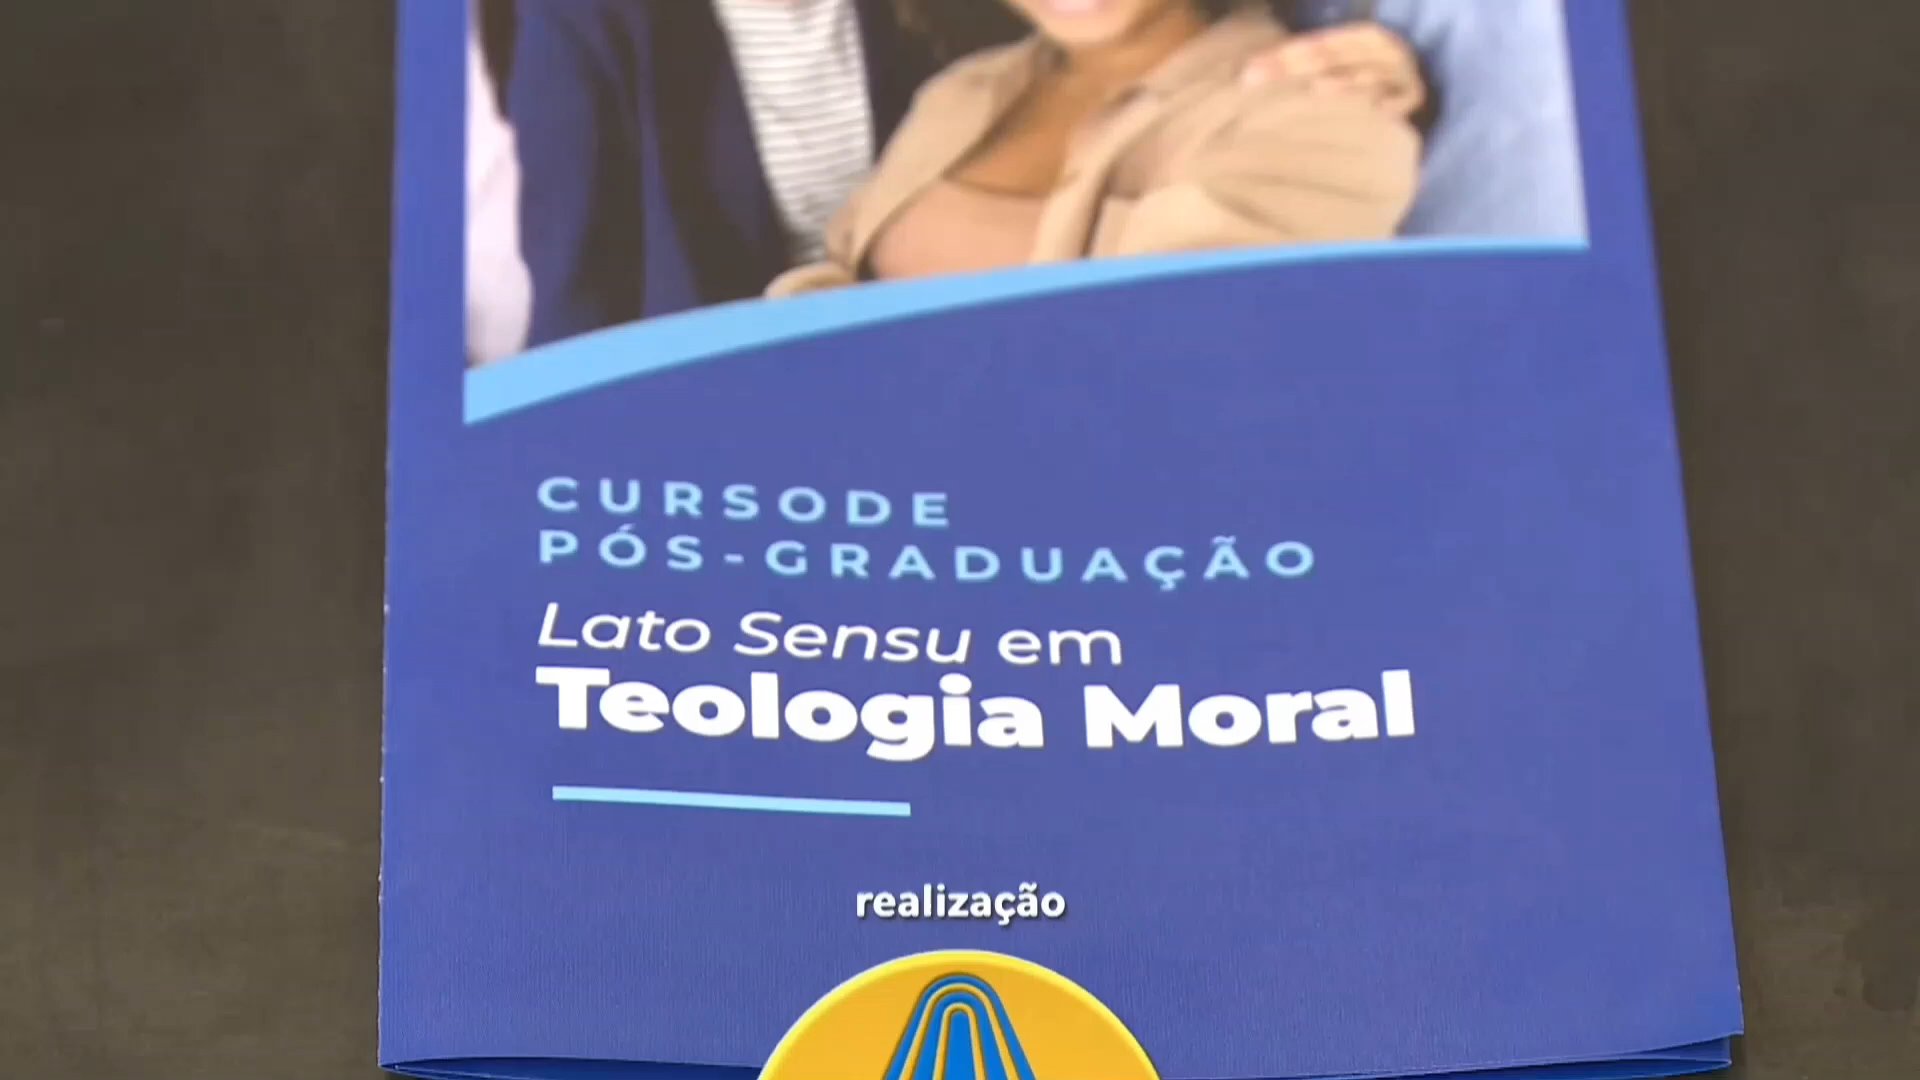 CURSODE
PÓS-GRADUAÇÃO
Lato Sensu em
Teologia Moral
realização